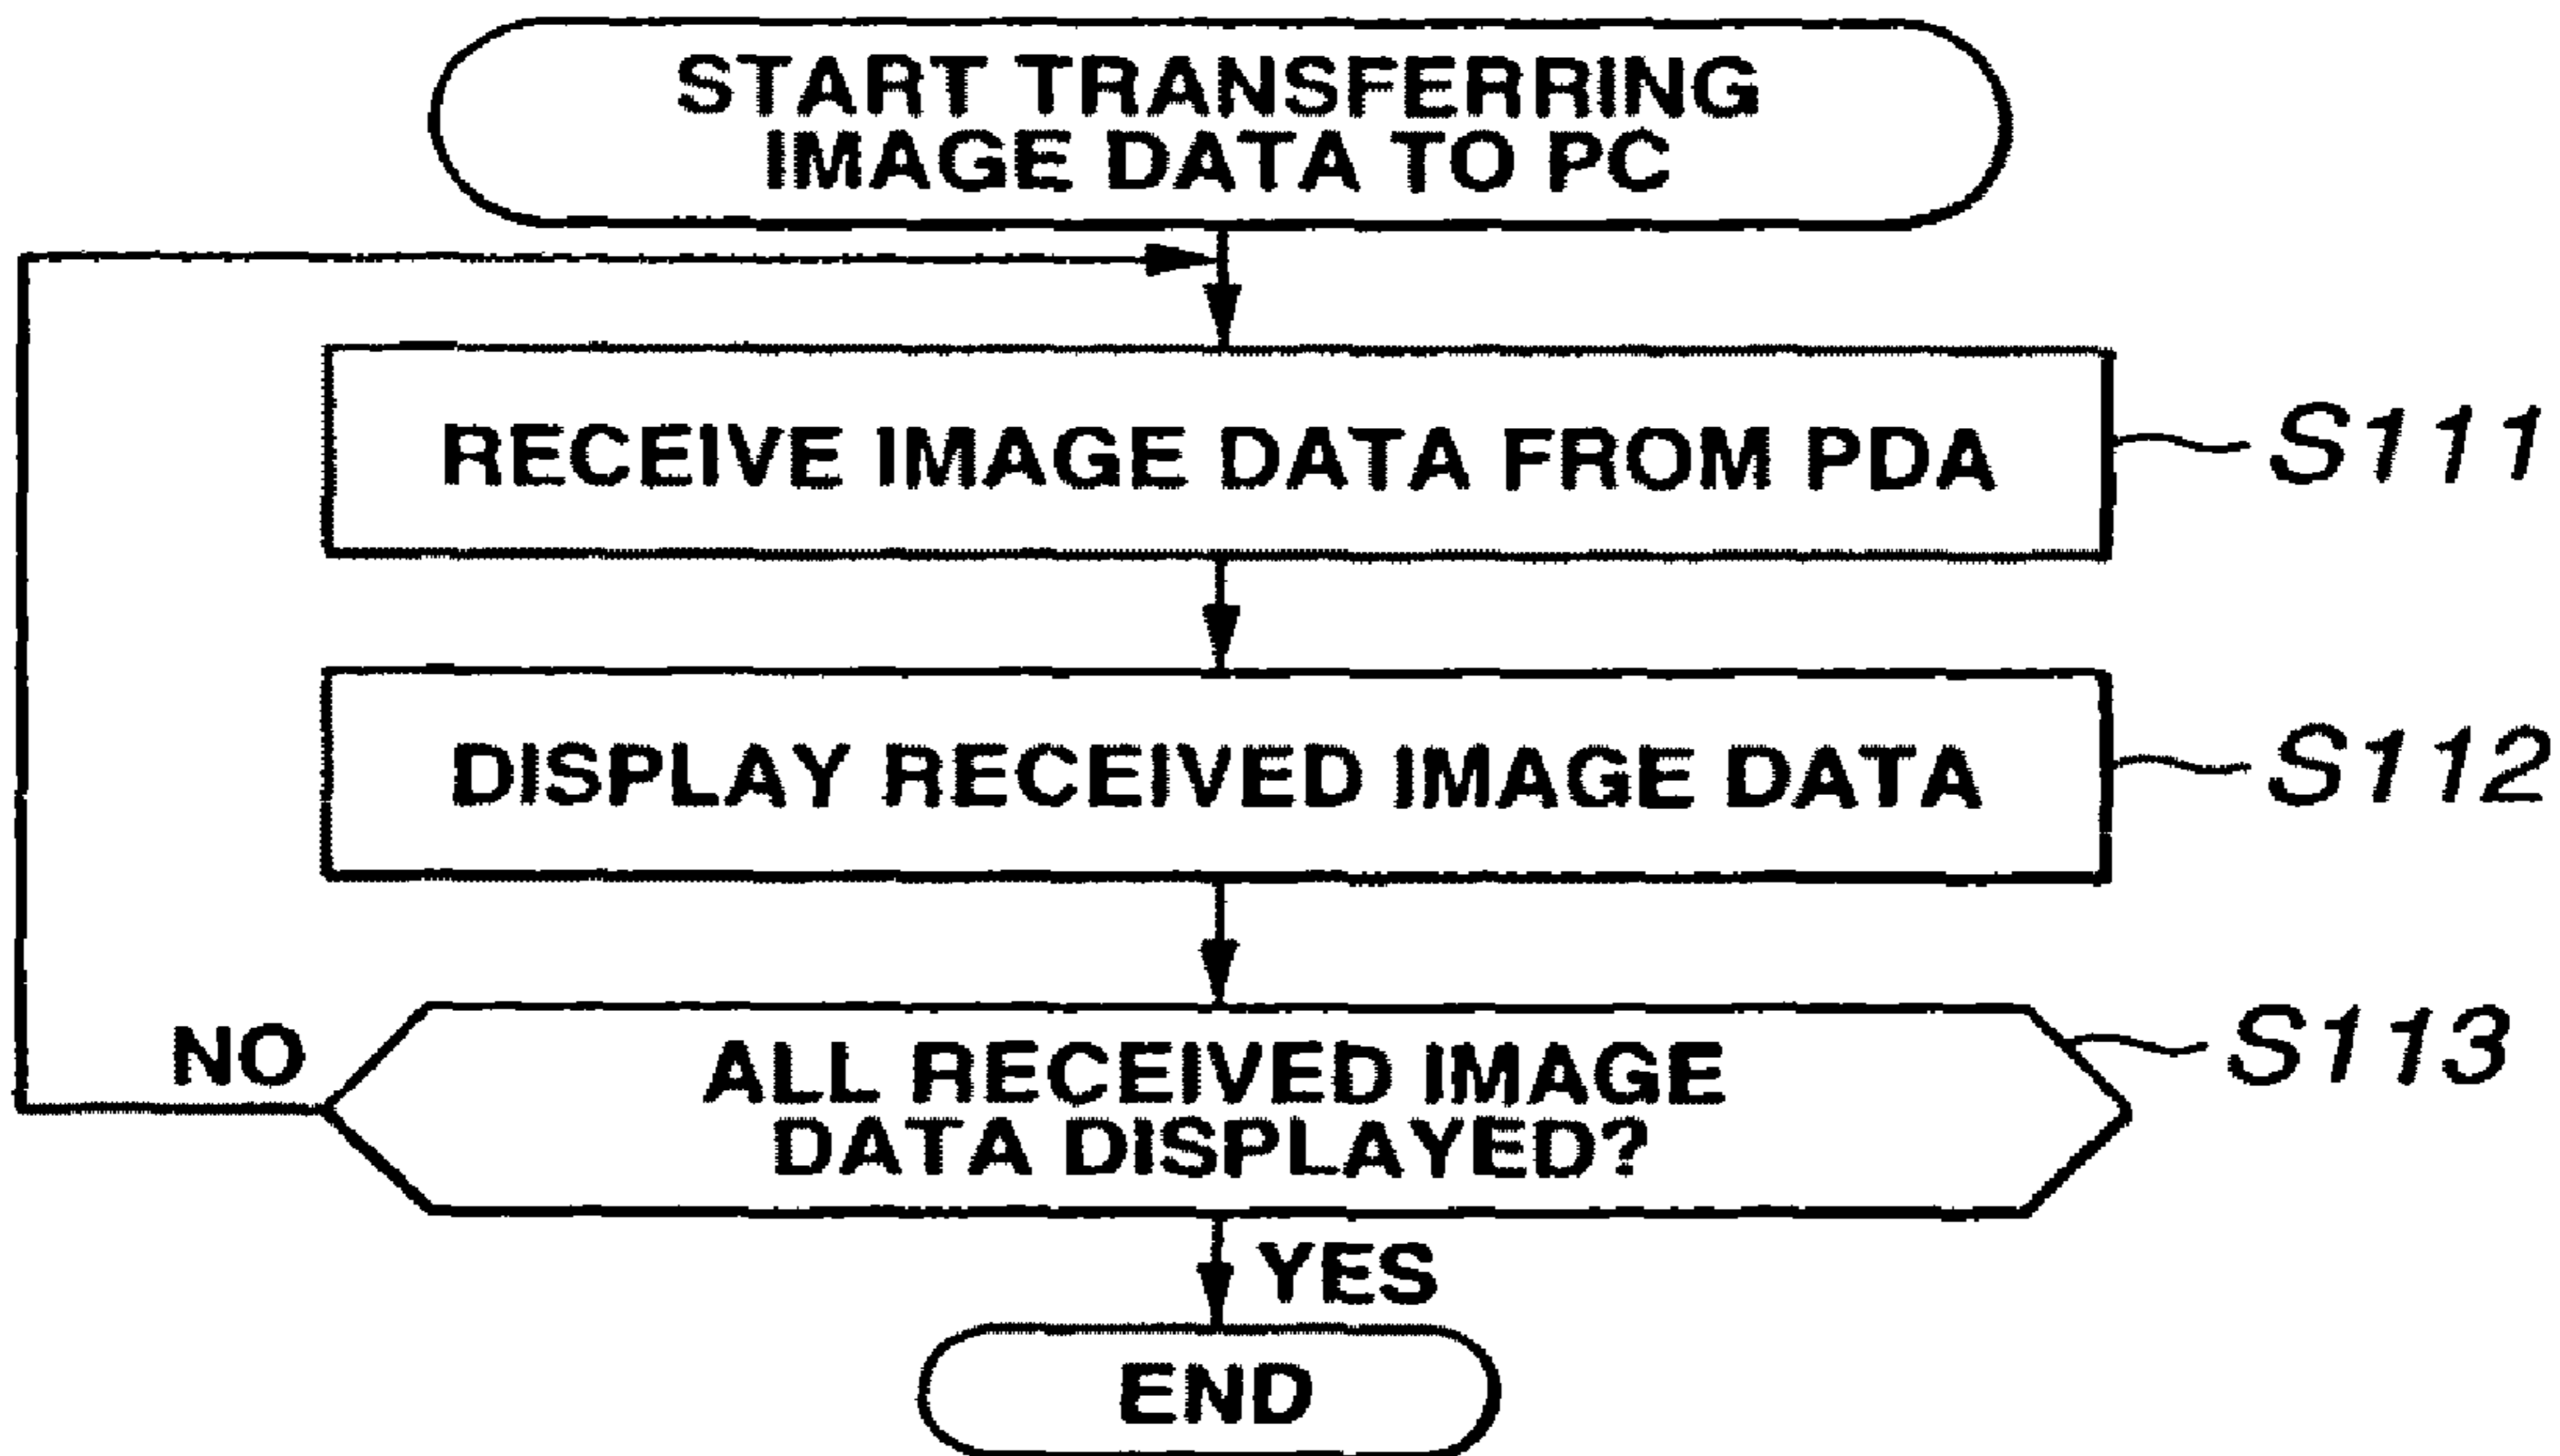 START TRANSFERRING
IMAGE DATA TO PC
RECEIVE IMAGE DATA FROM PDA
S111
DISPLAY RECEIVED IMAGE DATA
S112
ALL RECEIVED IMAGE
DATA DISPLAYED?
S113
NO
YES
END